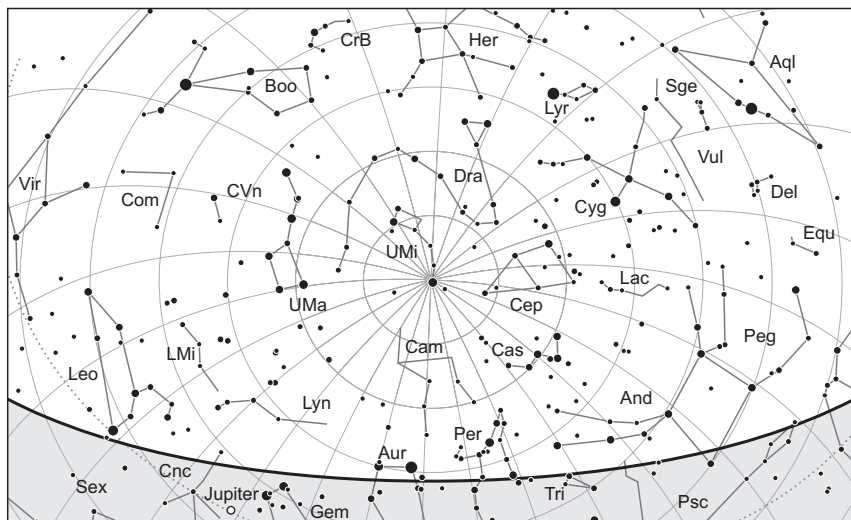 CrB
Her
Aql
Boo
Sge
Lyr
Vul
Vir
Dra
Com
CVn
Del
Cyg
Equ
UMi
Lac
UMa
Cep
Peg
Cam
Cas
LMi
Leo
And
Lyn
Per
Aur
Cnc
Sex
Jupiter
Tri
Psc
Gem